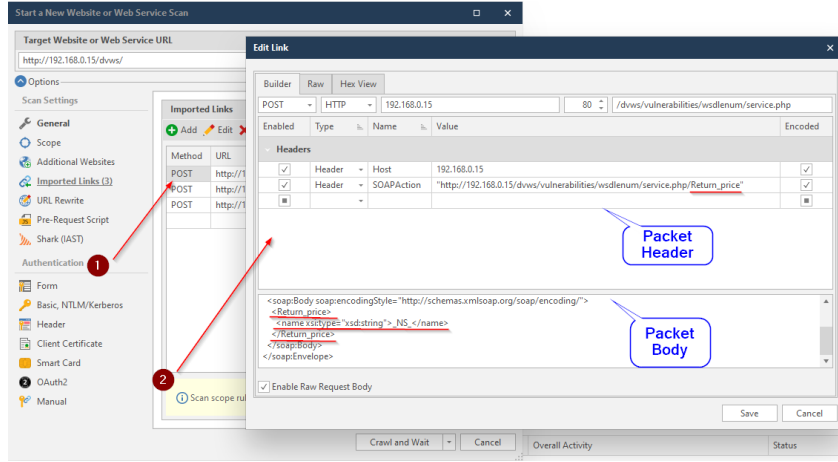 Start a New Website or Web Service Scan
Target Website or Web Service URL
http://192.168.0.15/dvws/
Options
Scan Settings
General
Scope
Additional Websites
Imported Links (3)
URL Rewrite
Pre-Request Script
Shark (IAST)
Authentication
Form
Basic, NTLM/Kerberos
Header
Client Certificate
Smart Card
2 OAuth2
Manual
Imported Links
Add Edit
Method URL
POST http://1
POST http://1
POST http://1
1
2
Scan scope rul
Crawl and Wait Cancel
Edit Link
Builder Raw Hex View
POST HTTP 192.168.0.15 80 /dvws/vulnerabilities/wsdlenum/service.php
Enabled Type Name Value Encoded
Headers
Header Host 192.168.0.15
Header SOAPAction "http://192.168.0.15/dvws/vulnerabilities/wsdlenum/service.php/Return_price"
Packet
Header
<soap:Body soap:encodingStyle="http://schemas.xmlsoap.org/soap/encoding/">
<Return_price>
<name xsi:type="xsd:string">_NS_</name>
</Return_price>
</soap:Body>
</soap:Envelope>
Packet
Body
Enable Raw Request Body
Save Cancel
Overall Activity Status